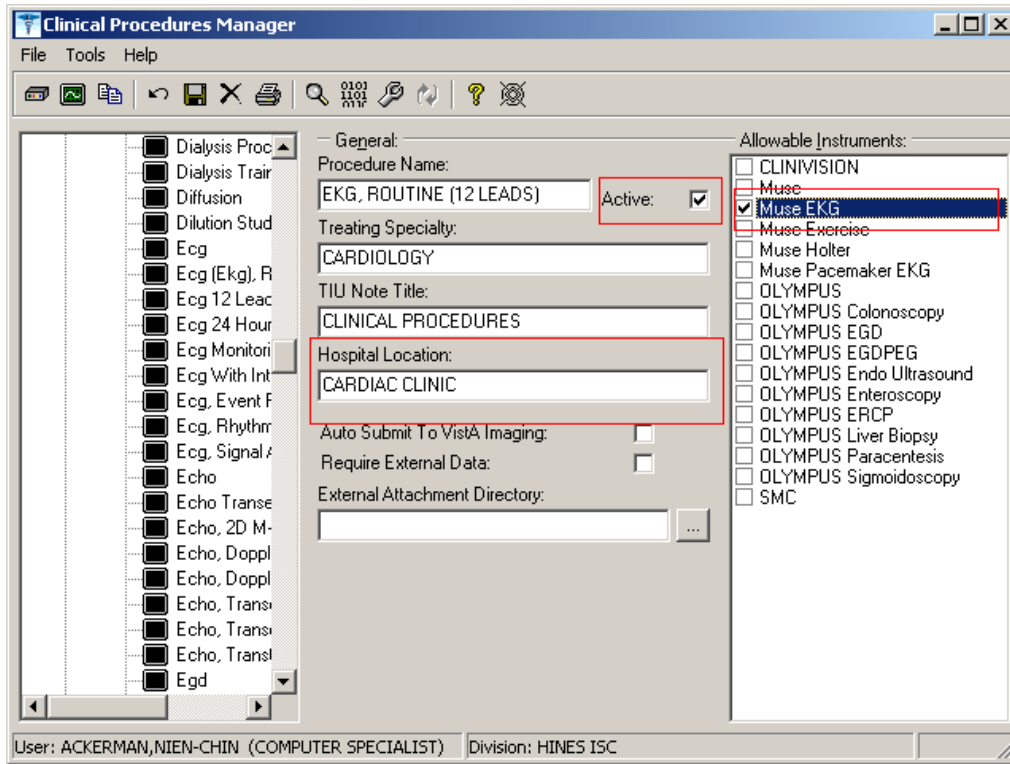 Clinical Procedures Manager
File Tools Help
Dialysis Proc
Dialysis Train
Diffusion
Dilution Stud
Ecg
Ecg (Ekg), R
Ecg 12 Lead
Ecg 24 Hour
Ecg Monitori
Ecg With Int
Ecg, Event
Ecg, Rhythm
Ecg, Signal
Echo
Echo Transe
Echo, 2D M-
Echo, Doppl
Echo, Doppl
Echo, Trans
Echo, Trans
Echo, Trans
Egd
General:
Procedure Name:
EKG, ROUTINE (12 LEADS)
Active:
Treating Specialty:
CARDIOLOGY
TIU Note Title:
CLINICAL PROCEDURES
Hospital Location:
CARDIAC CLINIC
Auto Submit To VistA Imaging:
Require External Data:
External Attachment Directory:
...
Allowable Instruments:
CLINIVISION
Muse
Muse EKG
Muse Exercise
Muse Holter
Muse Pacemaker EKG
OLYMPUS
OLYMPUS Colonoscopy
OLYMPUS EGD
OLYMPUS EGDPEG
OLYMPUS Endo Ultrasound
OLYMPUS Enteroscopy
OLYMPUS ERCP
OLYMPUS Liver Biopsy
OLYMPUS Paracentesis
OLYMPUS Sigmoidoscopy
SMC
User: ACKERMAN,NIEN-CHIN (COMPUTER SPECIALIST) Division: HINES ISC